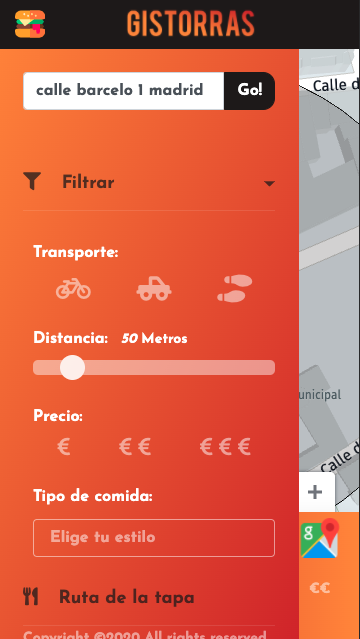 GISTORRAS
calle barcelo 1 madrid
Go!
Calle d
Filtrar
Transporte:
Distancia: 50 Metros
unicipal
Precio:
€ €€ €€€
Calle d
Tipo de comida:
+
Elige tu estilo
g
€€
Ruta de la tapa
Copyright ©2020 All rights reserved